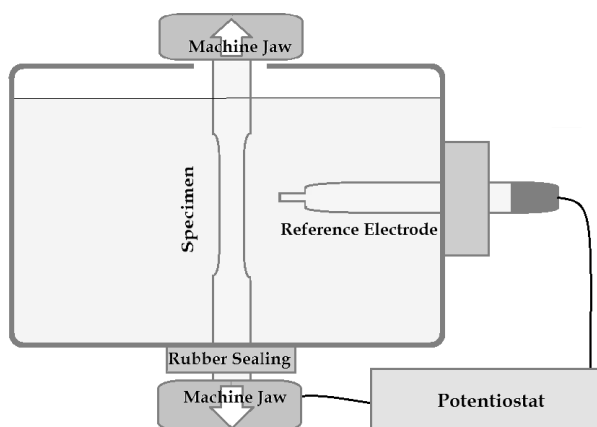 Machine Jaw
Specimen
Reference Electrode
Rubber Sealing
Machine Jaw
Potentiostat